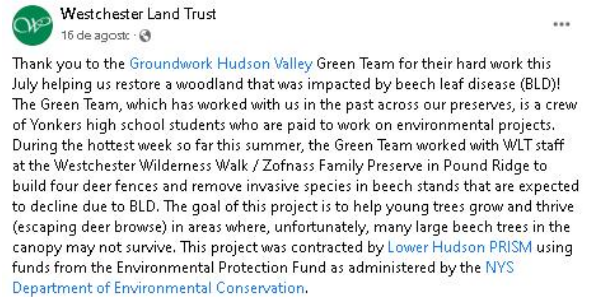 Westchester Land Trust
16 de agosto ·
Thank you to the Groundwork Hudson Valley Green Team for their hard work this
July helping us restore a woodland that was impacted by beech leaf disease (BLD)!
The Green Team, which has worked with us in the past across our preserves, is a crew
of Yonkers high school students who are paid to work on environmental projects.
During the hottest week so far this summer, the Green Team worked with WLT staff
at the Westchester Wilderness Walk / Zofnass Family Preserve in Pound Ridge to
build four deer fences and remove invasive species in beech stands that are expected
to decline due to BLD. The goal of this project is to help young trees grow and thrive
(escaping deer browse) in areas where, unfortunately, many large beech trees in the
canopy may not survive. This project was contracted by Lower Hudson PRISM using
funds from the Environmental Protection Fund as administered by the NYS
Department of Environmental Conservation.